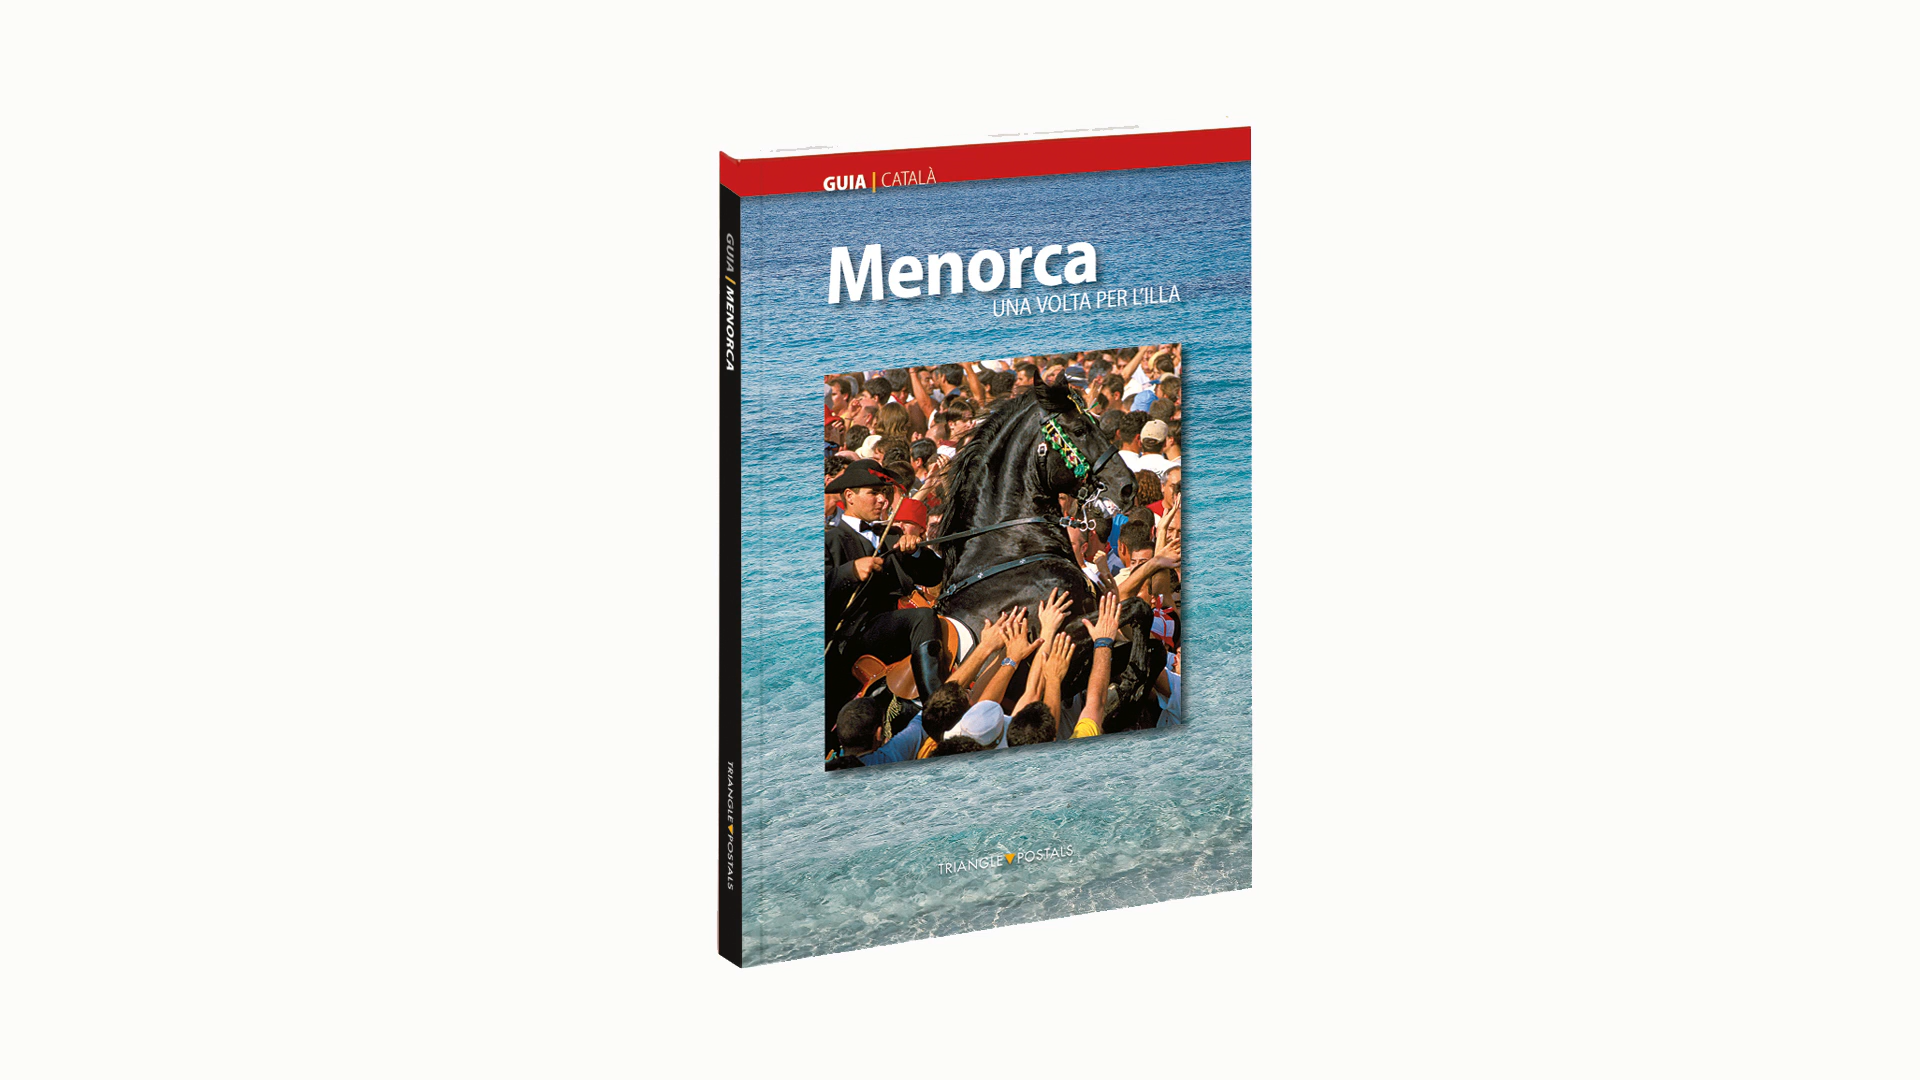 GUIA | CATALÀ
Menorca
UNA VOLTA PER L'ILLA
TRIANGLE POSTALS
GUIA | MENORCA
TRIANGLE POSTALS